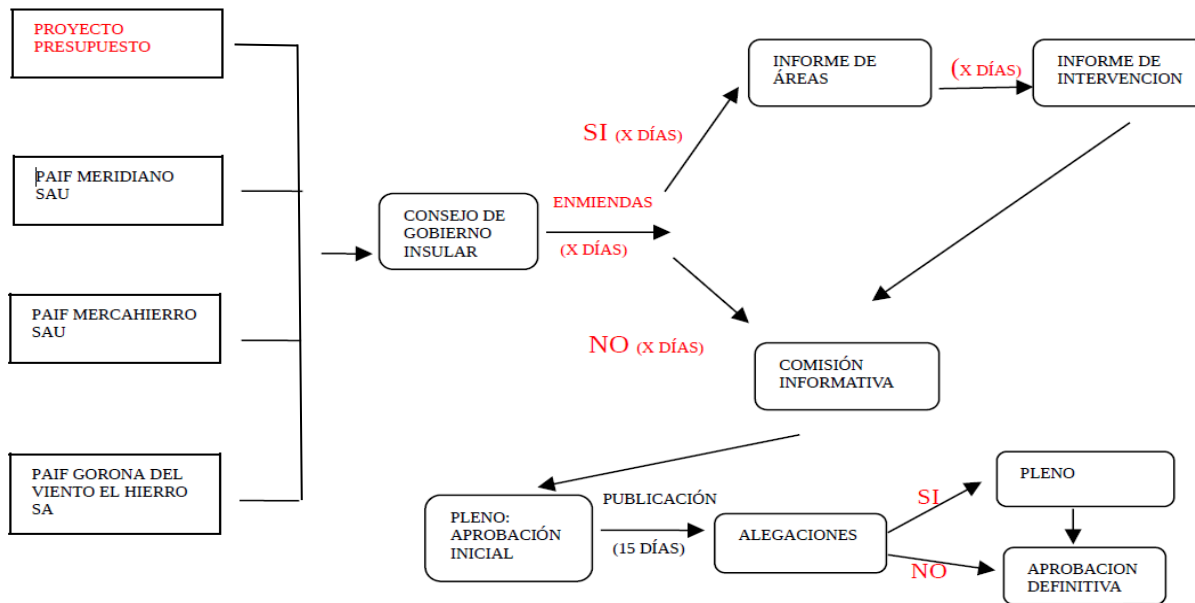 PROYECTO
PRESUPUESTO
PAIF MERIDIANO
SAU
PAIF MERCAHIERRO
SAU
PAIF GORONA DEL
VIENTO EL HIERRO
SA
CONSEJO DE
GOBIERNO
INSULAR
ENMIENDAS
(X DÍAS)
SI (X DÍAS)
INFORME DE
ÁREAS
(X DÍAS)
INFORME DE
INTERVENCION
NO (X DÍAS)
COMISIÓN
INFORMATIVA
PLENO:
APROBACIÓN
INICIAL
PUBLICACIÓN
(15 DÍAS)
ALEGACIONES
SI
PLENO
NO
APROBACION
DEFINITIVA